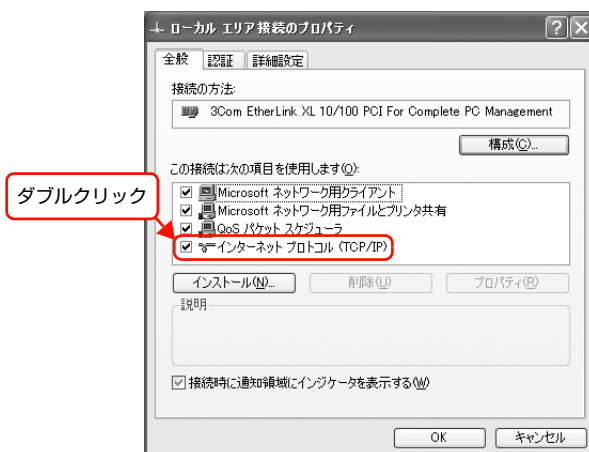 ローカル エリア接続のプロパティ
全般 認証 詳細設定
接続の方法:
3Com EtherLink XL 10/100 PCI For Complete PC Management
構成(C)...
この接続は次の項目を使用します(O):
Microsoft ネットワーク用クライアント
Microsoft ネットワーク用ファイルとプリンタ共有
QoS パケット スケジューラ
インターネット プロトコル (TCP/IP)
ダブルクリック
インストール(N)... 削除(U) プロパティ(R)
説明
接続時に通知領域にインジケータを表示する(W)
OK キャンセル